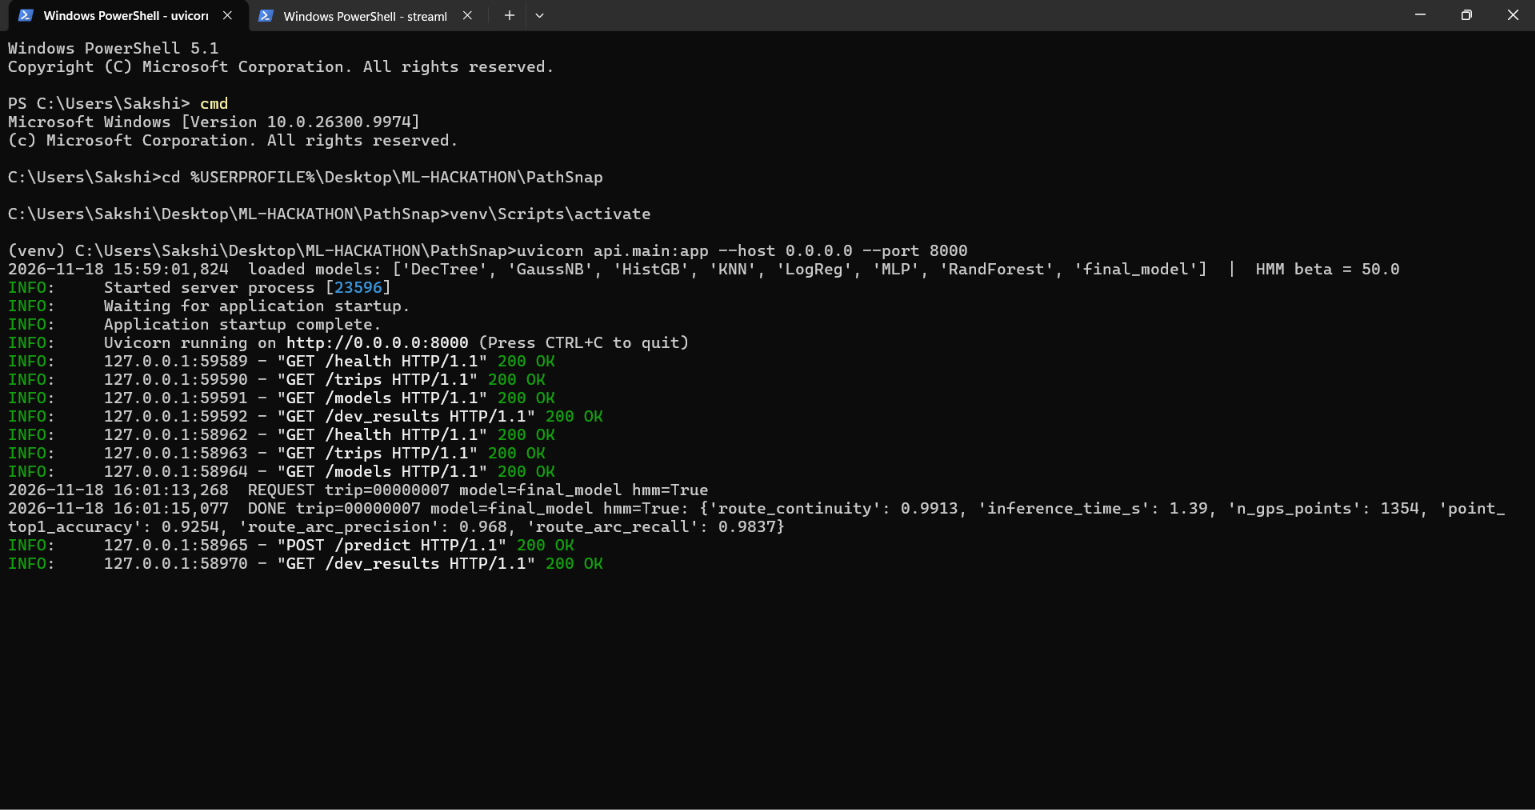 Windows PowerShell - uvicorı
Windows PowerShell - streaml
Windows PowerShell 5.1
Copyright (C) Microsoft Corporation. All rights reserved.
PS C:\Users\Sakshi> cmd
Microsoft Windows [Version 10.0.26300.9974]
(c) Microsoft Corporation. All rights reserved.
C:\Users\Sakshi>cd %USERPROFILE%\Desktop\ML-HACKATHON\PathSnap
C:\Users\Sakshi\Desktop\ML-HACKATHON\PathSnap>venv\Scripts\activate
(venv) C:\Users\Sakshi\Desktop\ML-HACKATHON\PathSnap>uvicorn api.main:app --host 0.0.0.0 --port 8000
2026-11-18 15:59:01,824  loaded models: ['DecTree', 'GaussNB', 'HistGB', 'KNN', 'LogReg', 'MLP', 'RandForest', 'final_model']  |  HMM beta = 50.0
INFO:     Started server process [23596]
INFO:     Waiting for application startup.
INFO:     Application startup complete.
INFO:     Uvicorn running on http://0.0.0.0:8000 (Press CTRL+C to quit)
INFO:     127.0.0.1:59589 - "GET /health HTTP/1.1" 200 OK
INFO:     127.0.0.1:59590 - "GET /trips HTTP/1.1" 200 OK
INFO:     127.0.0.1:59591 - "GET /models HTTP/1.1" 200 OK
INFO:     127.0.0.1:59592 - "GET /dev_results HTTP/1.1" 200 OK
INFO:     127.0.0.1:58962 - "GET /health HTTP/1.1" 200 OK
INFO:     127.0.0.1:58963 - "GET /trips HTTP/1.1" 200 OK
INFO:     127.0.0.1:58964 - "GET /models HTTP/1.1" 200 OK
2026-11-18 16:01:13,268  REQUEST trip=00000007 model=final_model hmm=True
2026-11-18 16:01:15,077  DONE trip=00000007 model=final_model hmm=True: {'route_continuity': 0.9913, 'inference_time_s': 1.39, 'n_gps_points': 1354, 'point_
top1_accuracy': 0.9254, 'route_arc_precision': 0.968, 'route_arc_recall': 0.9837}
INFO:     127.0.0.1:58965 - "POST /predict HTTP/1.1" 200 OK
INFO:     127.0.0.1:58970 - "GET /dev_results HTTP/1.1" 200 OK